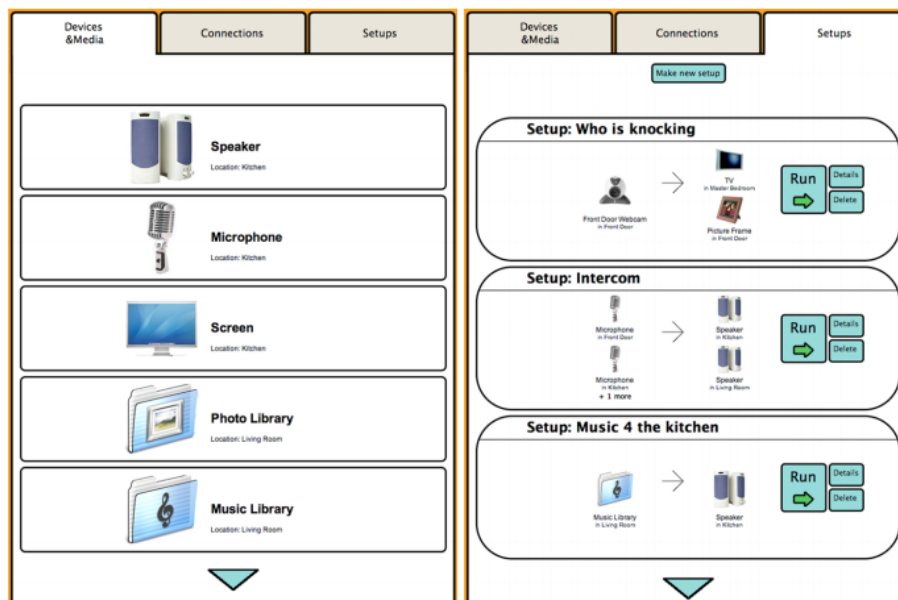 Devices
&Media
Connections
Setups
Speaker
Location: Kitchen
Microphone
Location: Kitchen
Screen
Location: Kitchen
Photo Library
Location: Living Room
Music Library
Location: Living Room
Devices
&Media
Connections
Setups
Make new setup
Setup: Who is knocking
Front Door Webcam
in Front Door
TV
in Master Bedroom
Picture Frame
in Front Door
Run
Details
Delete
Setup: Intercom
Microphone
in Front Door
Microphone
in Kitchen
+ 1 more
Speaker
in Kitchen
Speaker
in Living Room
Run
Details
Delete
Setup: Music 4 the kitchen
Music Library
in Living Room
Speaker
in Kitchen
Run
Details
Delete